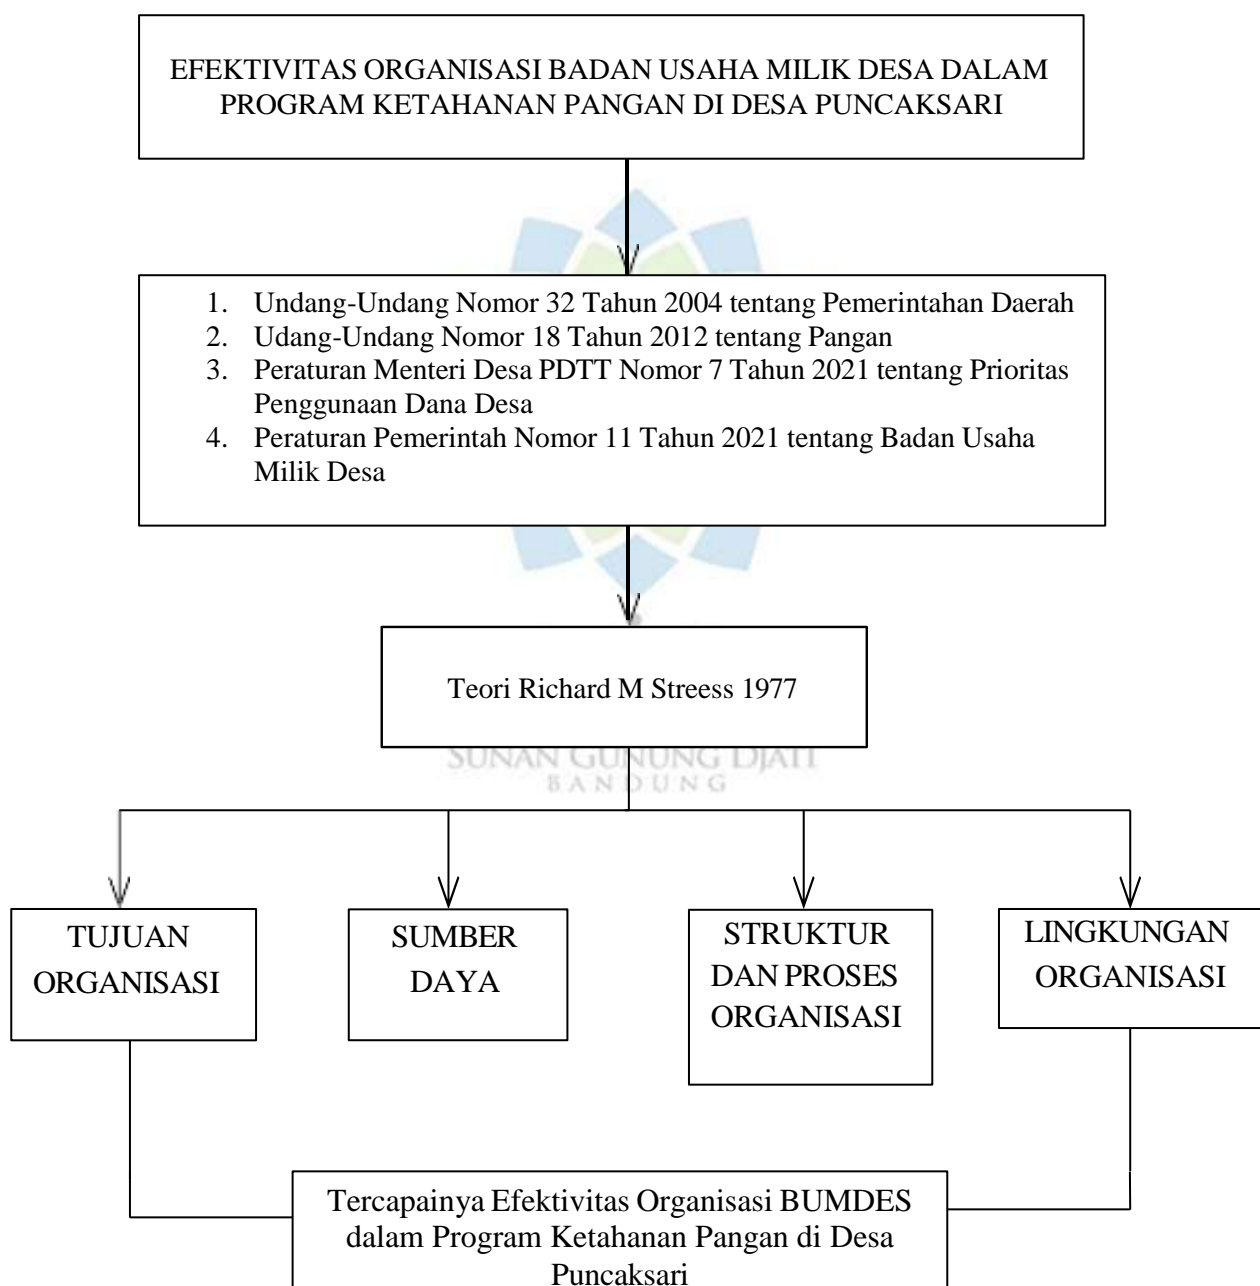 EFEKTIVITAS ORGANISASI BADAN USAHA MILIK DESA DALAM
PROGRAM KETAHANAN PANGAN DI DESA PUNCAKSARI
1. Undang-Undang Nomor 32 Tahun 2004 tentang Pemerintahan Daerah
2. Udang-Undang Nomor 18 Tahun 2012 tentang Pangan
3. Peraturan Menteri Desa PDTT Nomor 7 Tahun 2021 tentang Prioritas
Penggunaan Dana Desa
4. Peraturan Pemerintah Nomor 11 Tahun 2021 tentang Badan Usaha
Milik Desa
Teori Richard M Streess 1977
SUNAN GUNUNG DJATI
BANDUNG
TUJUAN
ORGANISASI
SUMBER
DAYA
STRUKTUR
DAN PROSES
ORGANISASI
LINGKUNGAN
ORGANISASI
Tercapainya Efektivitas Organisasi BUMDES
dalam Program Ketahanan Pangan di Desa
Puncaksari